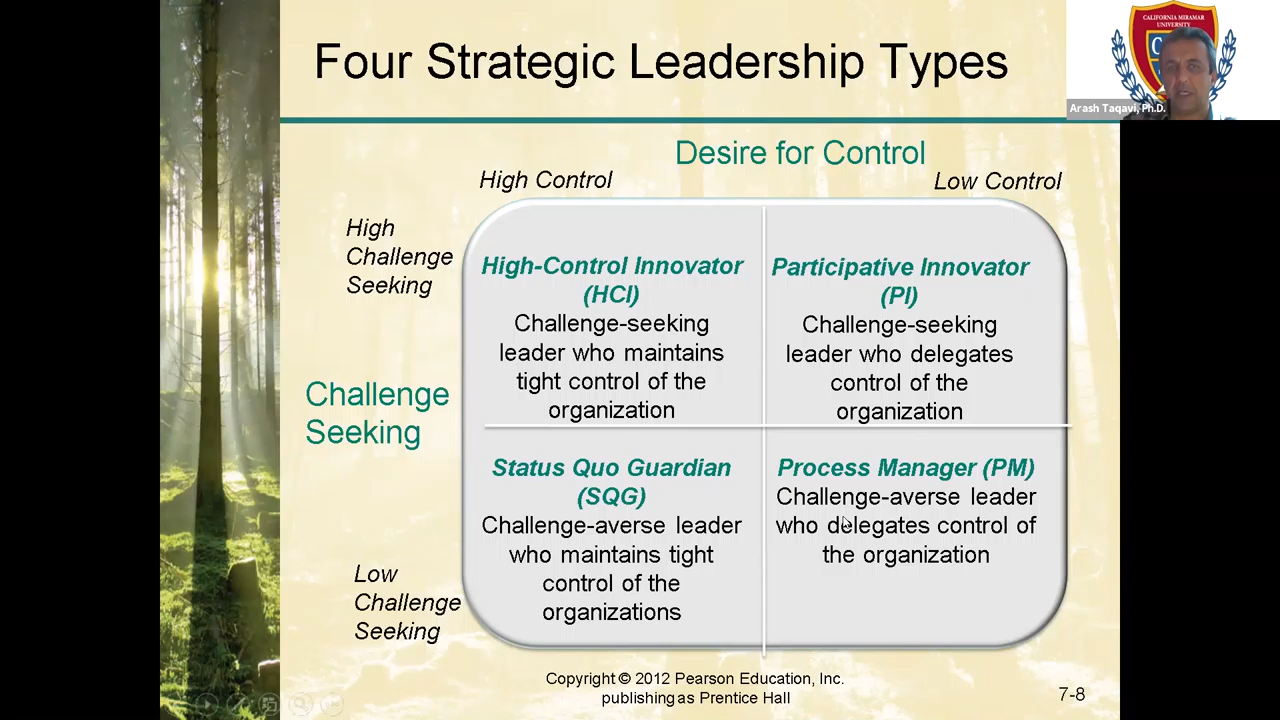 Four Strategic Leadership Types
CALIFORNIA MIRAMAR
UNIVERSITY
Arash Taqavi, Ph.D.
Desire for Control
High Control
Low Control
High
Challenge
Seeking
High-Control Innovator
(HCI)
Challenge-seeking
leader who maintains
tight control of the
organization
Participative Innovator
(PI)
Challenge-seeking
leader who delegates
control of the
organization
Challenge
Seeking
Status Quo Guardian
(SQG)
Challenge-averse leader
who maintains tight
control of the
organizations
Process Manager (PM)
Challenge-averse leader
who delegates control of
the organization
Low
Challenge
Seeking
Copyright © 2012 Pearson Education, Inc.
publishing as Prentice Hall
7-8